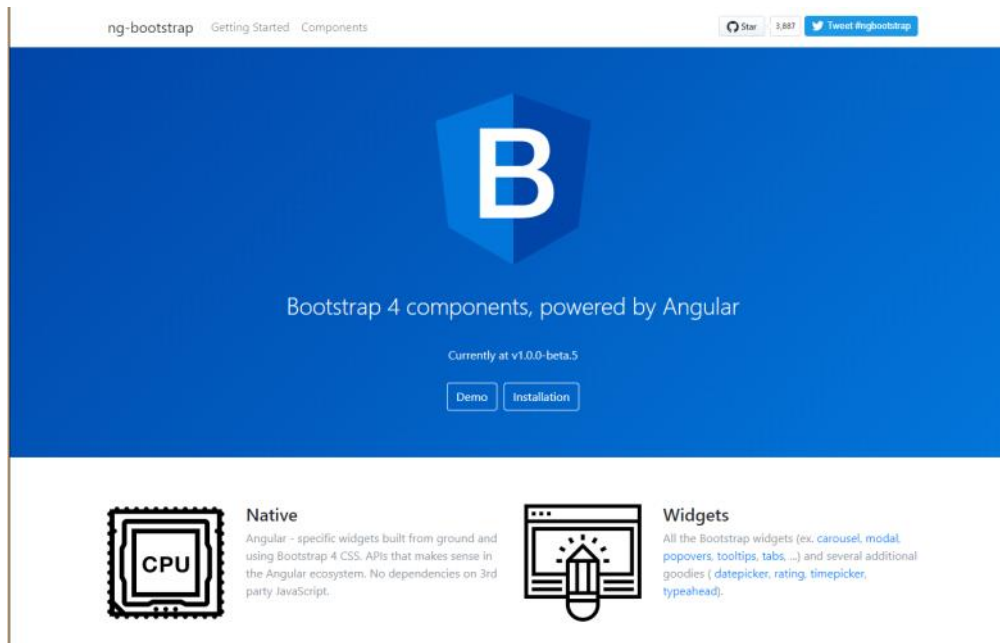 ng-bootstrap Getting Started Components Star 3,887 Tweet #ngbootstrap
B
Bootstrap 4 components, powered by Angular
Currently at v1.0.0-beta.5
Demo Installation
CPU
Native
Angular - specific widgets built from ground and
using Bootstrap 4 CSS. APIs that makes sense in
the Angular ecosystem. No dependencies on 3rd
party JavaScript.
Widgets
All the Bootstrap widgets (ex. carousel, modal,
popovers, tooltips, tabs, ...) and several additional
goodies ( datepicker, rating, timepicker,
typeahead).